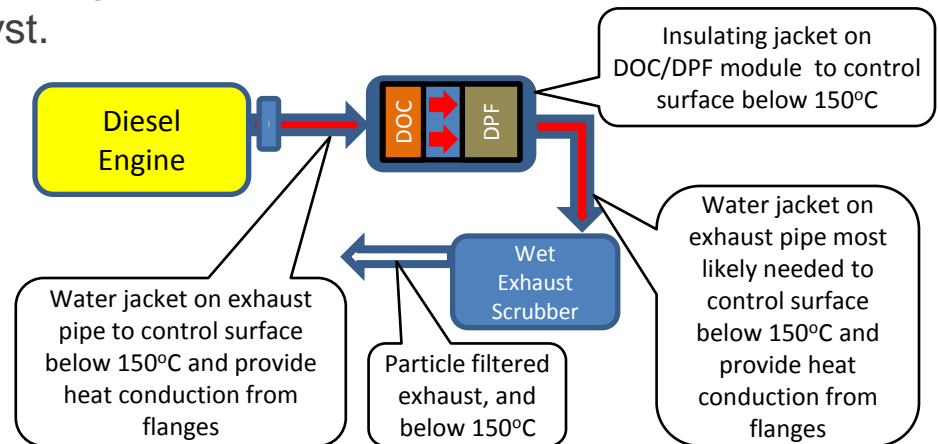 yst.
Insulating jacket on
DOC/DPF module to control
surface below 150°C
Diesel
Engine
DOC
DPF
Water jacket on exhaust
pipe to control surface
below 150°C and provide
heat conduction from
flanges
Wet
Exhaust
Scrubber
Particle filtered
exhaust, and
below 150°C
Water jacket on
exhaust pipe most
likely needed to
control surface
below 150°C and
provide heat
conduction from
flanges